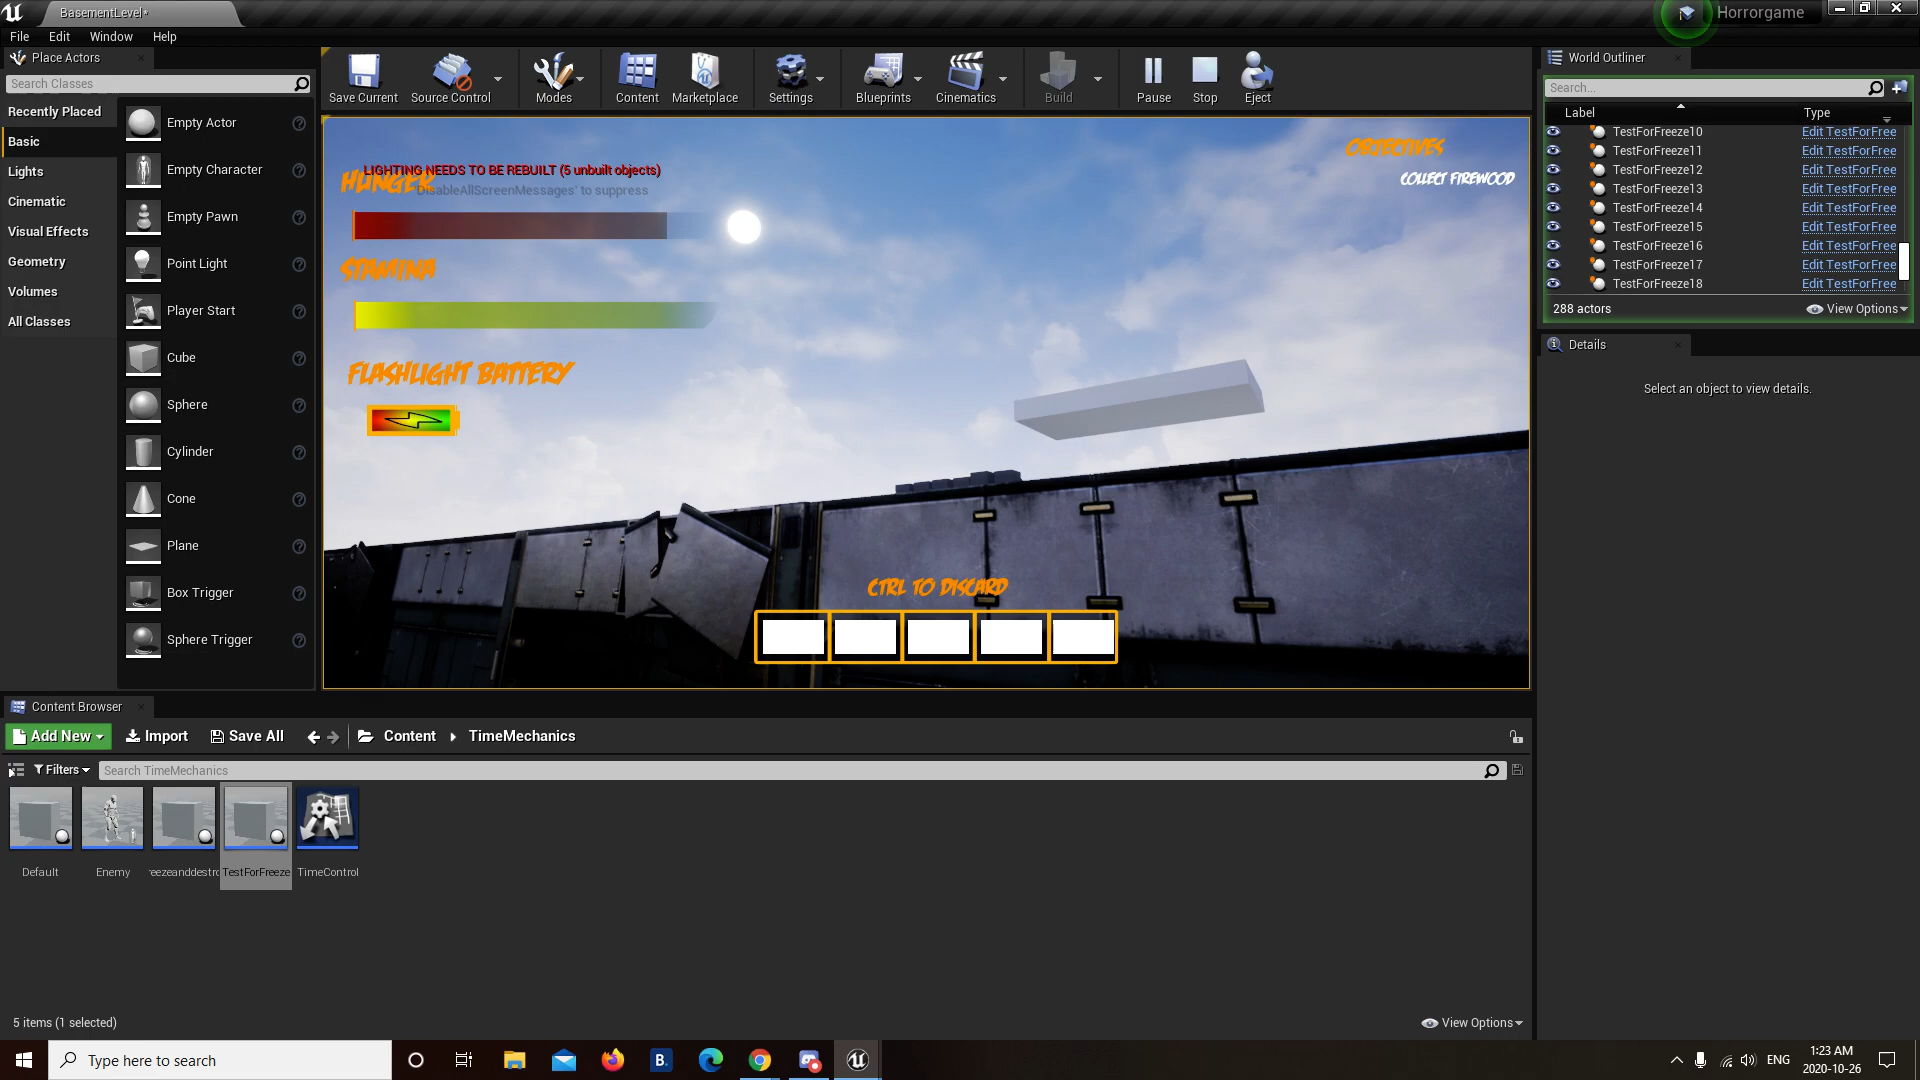 BasementLevel*
Horrorgame
File Edit Window Help
Place Actors
Search Classes
Recently Placed
Basic
Lights
Cinematic
Visual Effects
Geometry
Volumes
All Classes
Empty Actor
Empty Character
Empty Pawn
Point Light
Player Start
Cube
Sphere
Cylinder
Cone
Plane
Box Trigger
Sphere Trigger
Save Current Source Control Modes Content Marketplace Settings Blueprints Cinematics Build Pause Stop Eject
LIGHTING NEEDS TO BE REBUILT (5 unbuilt objects)
HUNGER
DisableAllScreenMessages' to suppress
STAMINA
FLASHLIGHT BATTERY
OBJECTIVES
COLLECT FIREWOOD
CTRL TO DISCARD
World Outliner
Search...
Label Type
TestForFreeze10 Edit TestForFree
TestForFreeze11 Edit TestForFree
TestForFreeze12 Edit TestForFree
TestForFreeze13 Edit TestForFree
TestForFreeze14 Edit TestForFree
TestForFreeze15 Edit TestForFree
TestForFreeze16 Edit TestForFree
TestForFreeze17 Edit TestForFree
TestForFreeze18 Edit TestForFree
288 actors View Options
Details
Select an object to view details.
Content Browser
Add New Import Save All Content TimeMechanics
Filters Search TimeMechanics
Default Enemy reezeanddestro TestForFreeze TimeControl
5 items (1 selected) View Options
Type here to search
B.
ENG
1:23 AM
2020-10-26